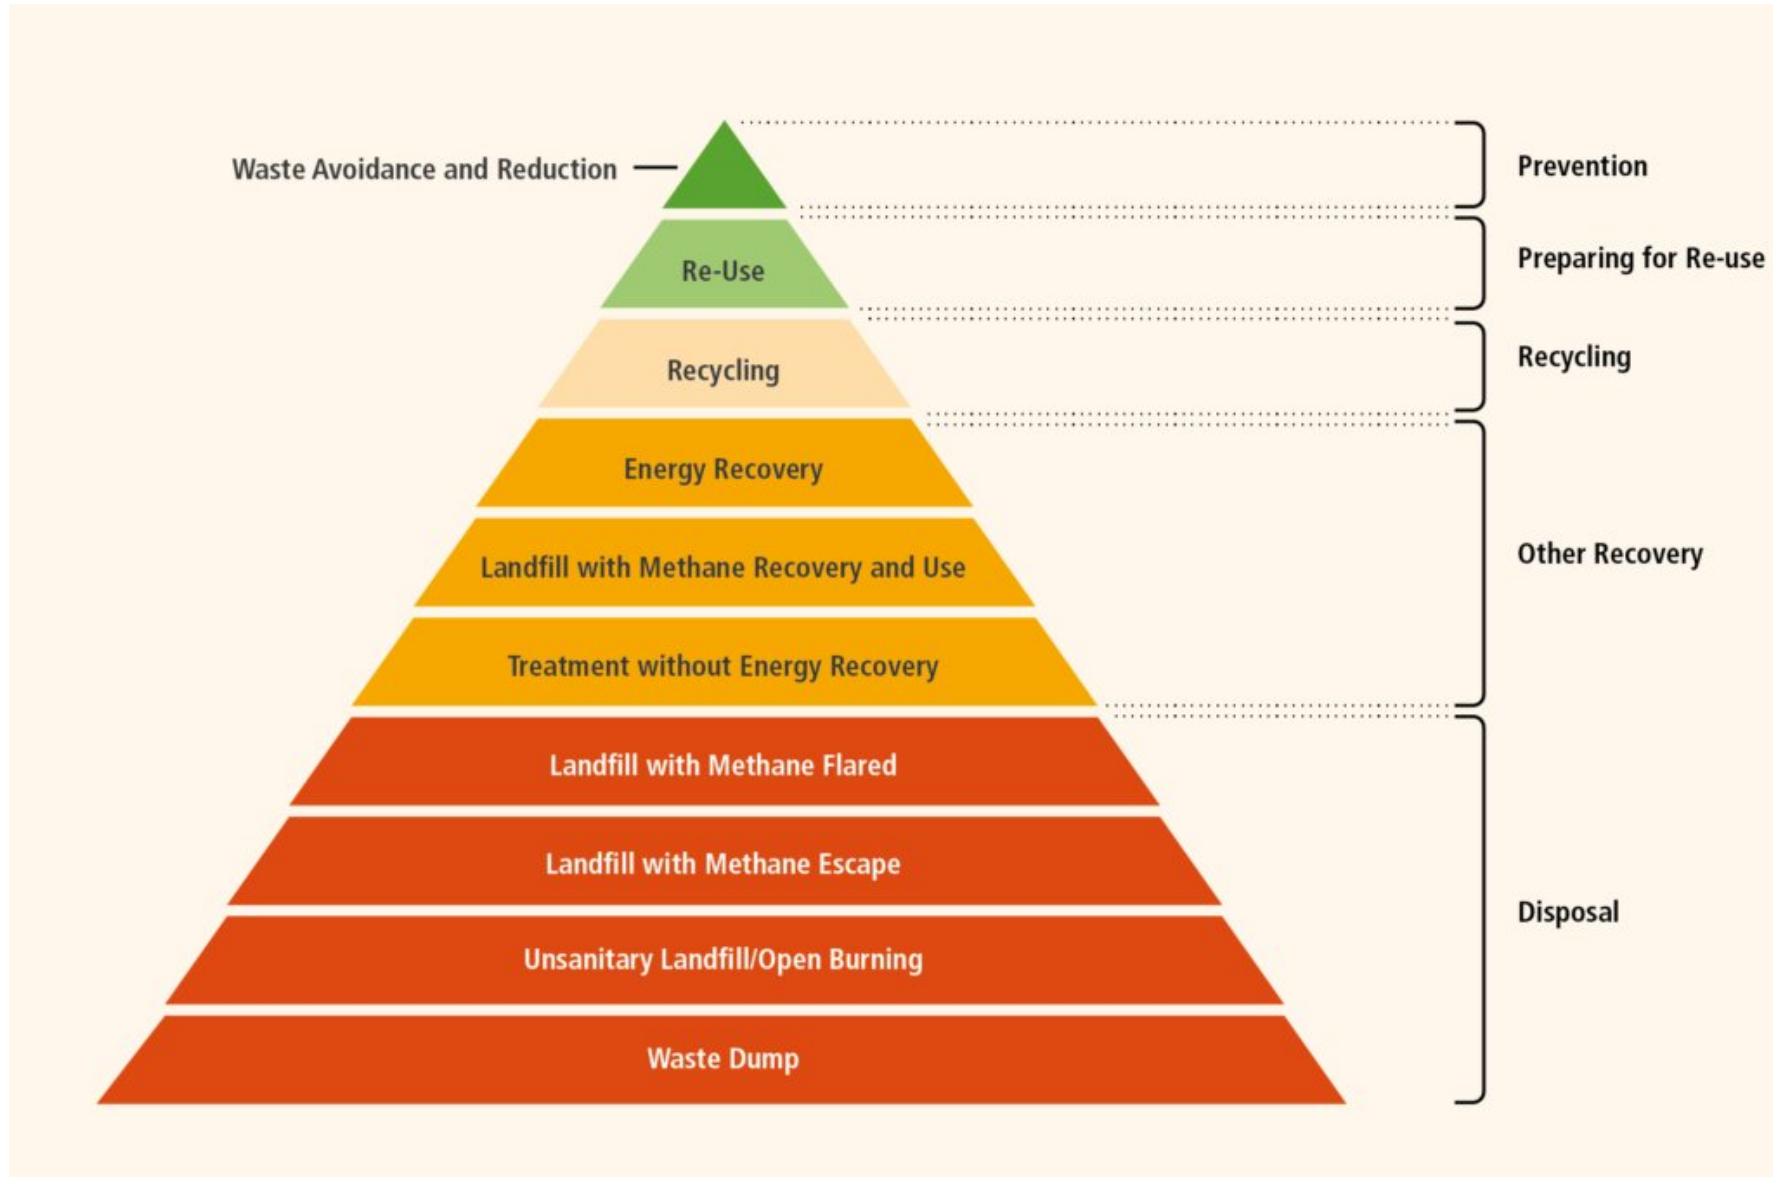 Waste Avoidance and Reduction
Prevention
Re-Use
Preparing for Re-use
Recycling
Recycling
Energy Recovery
Landfill with Methane Recovery and Use
Other Recovery
Treatment without Energy Recovery
Landfill with Methane Flared
Landfill with Methane Escape
Disposal
Unsanitary Landfill/Open Burning
Waste Dump